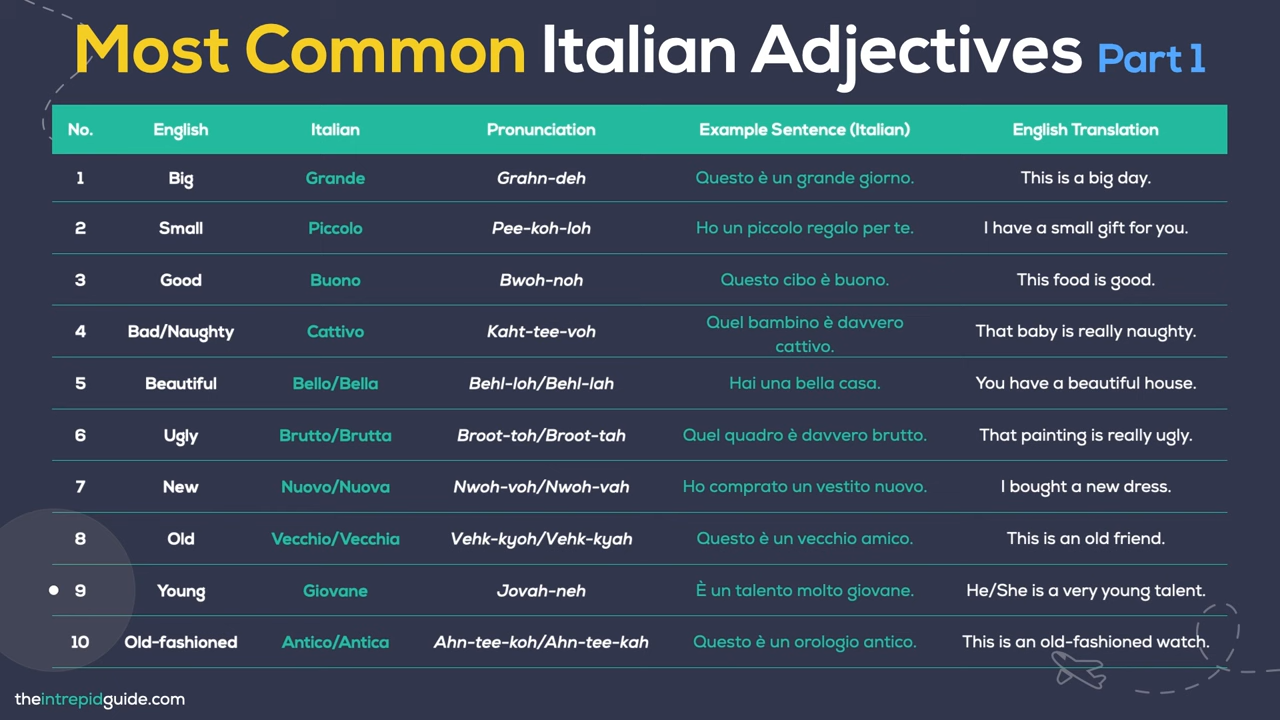 Most Common Italian Adjectives Part 1
No. English Italian Pronunciation Example Sentence (Italian) English Translation
1 Big Grande Grahn-deh Questo è un grande giorno. This is a big day.
2 Small Piccolo Pee-koh-loh Ho un piccolo regalo per te. I have a small gift for you.
3 Good Buono Bwoh-noh Questo cibo è buono. This food is good.
4 Bad/Naughty Cattivo Kaht-tee-voh Quel bambino è davvero cattivo. That baby is really naughty.
5 Beautiful Bello/Bella Behl-loh/Behl-lah Hai una bella casa. You have a beautiful house.
6 Ugly Brutto/Brutta Broot-toh/Broot-tah Quel quadro è davvero brutto. That painting is really ugly.
7 New Nuovo/Nuova Nwoh-voh/Nwoh-vah Ho comprato un vestito nuovo. I bought a new dress.
8 Old Vecchio/Vecchia Vehk-kyoh/Vehk-kyah Questo è un vecchio amico. This is an old friend.
9 Young Giovane Jovah-neh È un talento molto giovane. He/She is a very young talent.
10 Old-fashioned Antico/Antica Ahn-tee-koh/Ahn-tee-kah Questo è un orologio antico. This is an old-fashioned watch.
theintrepidguide.com